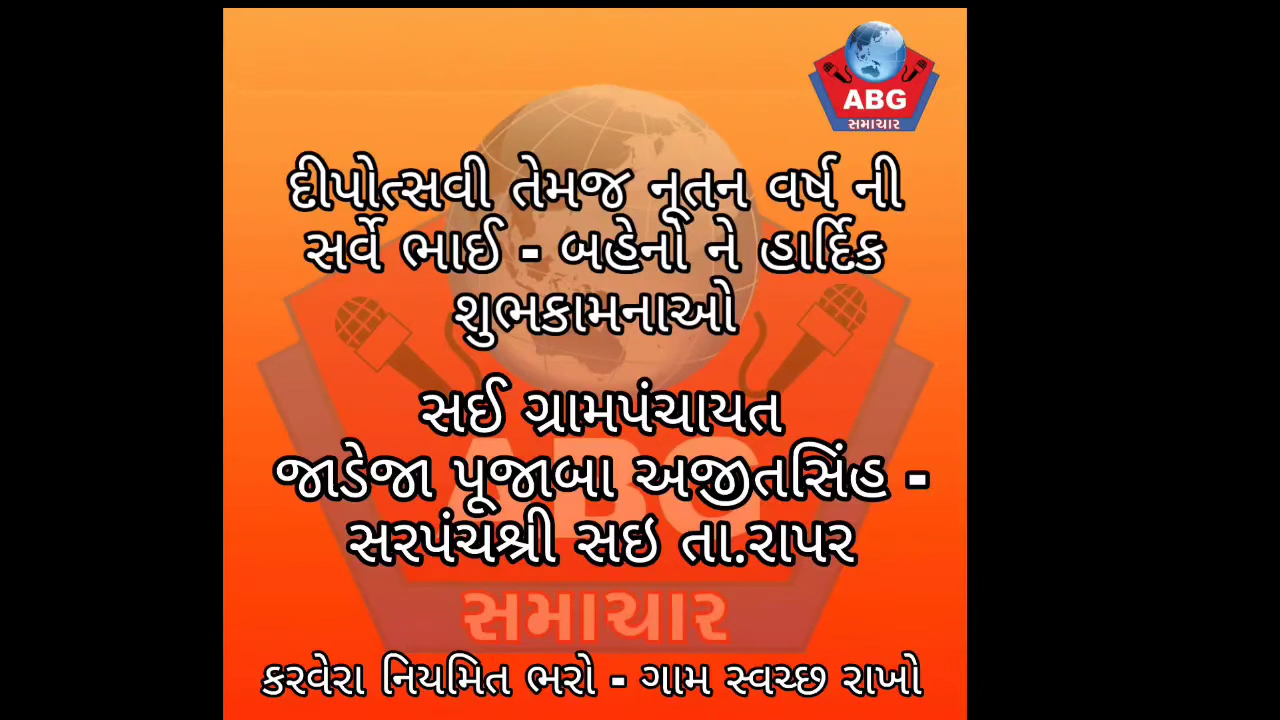 ABG
સમાચાર
દીપોત્સવી તેમજ નૂતન વર્ષ ની
સર્વે ભાઈ - બહેનો ને હાર્દિક
શુભકામનાઓ
સઈ ગ્રામપંચાયત
જાડેજા પૂજાબા અજીતસિંહ -
સરપંચશ્રી સઇ તા.રાપર
ABG
સમાચાર
કરવેરા નિયમિત ભરો - ગામ સ્વચ્છ રાખો